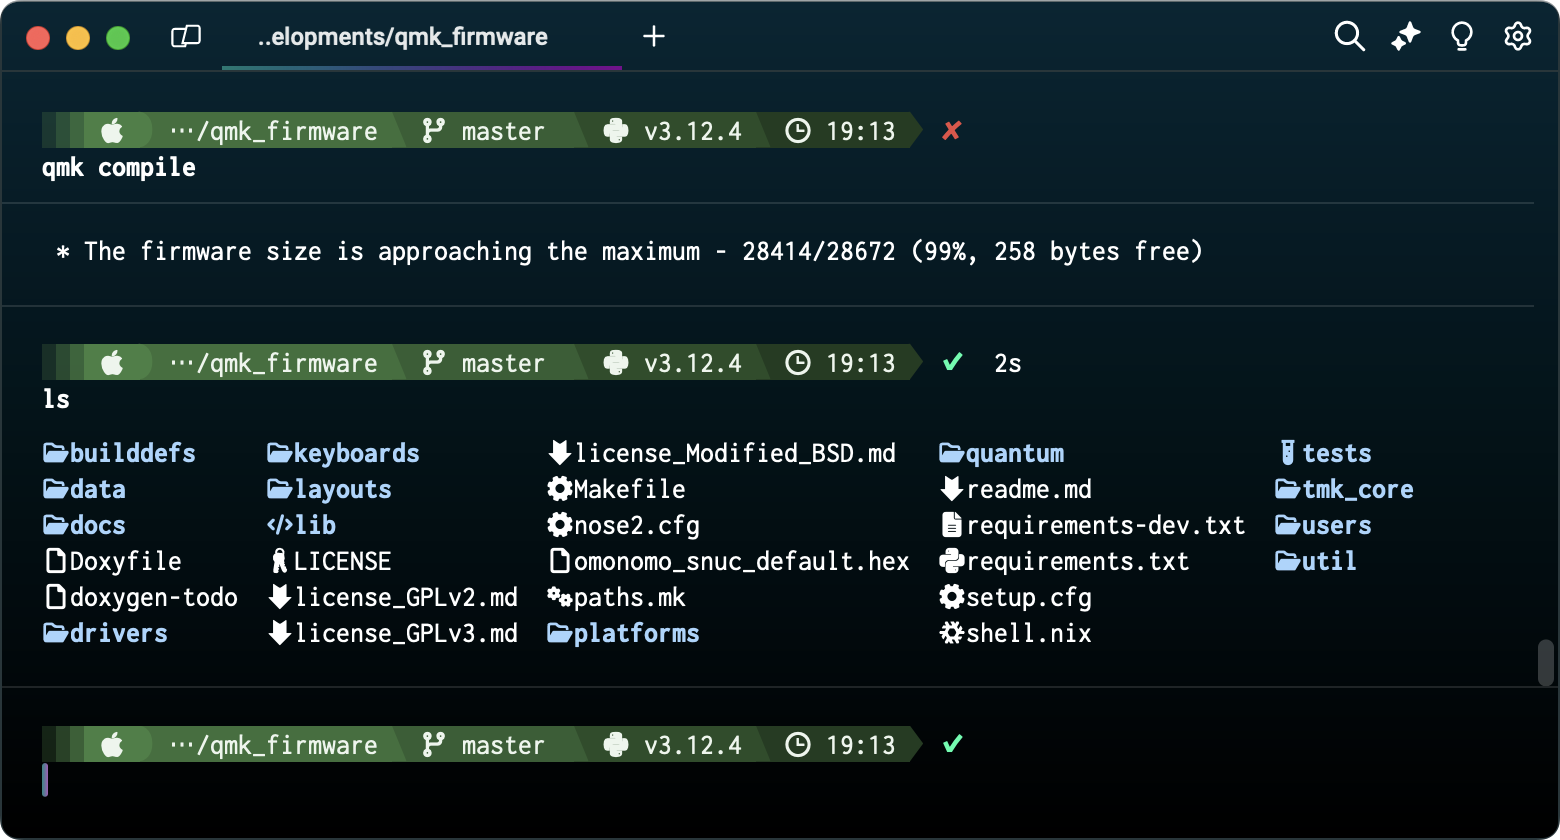 ..elopments/qmk_firmware
···/qmk_firmware master v3.12.4 19:13 ✘
qmk compile
* The firmware size is approaching the maximum - 28414/28672 (99%, 258 bytes free)
···/qmk_firmware master v3.12.4 19:13 ✔ 2s
ls
builddefs keyboards license_Modified_BSD.md quantum tests
data layouts Makefile readme.md tmk_core
docs lib nose2.cfg requirements-dev.txt users
Doxyfile LICENSE omonomo_snuc_default.hex requirements.txt util
doxygen-todo license_GPLv2.md paths.mk setup.cfg
drivers license_GPLv3.md platforms shell.nix
···/qmk_firmware master v3.12.4 19:13 ✔